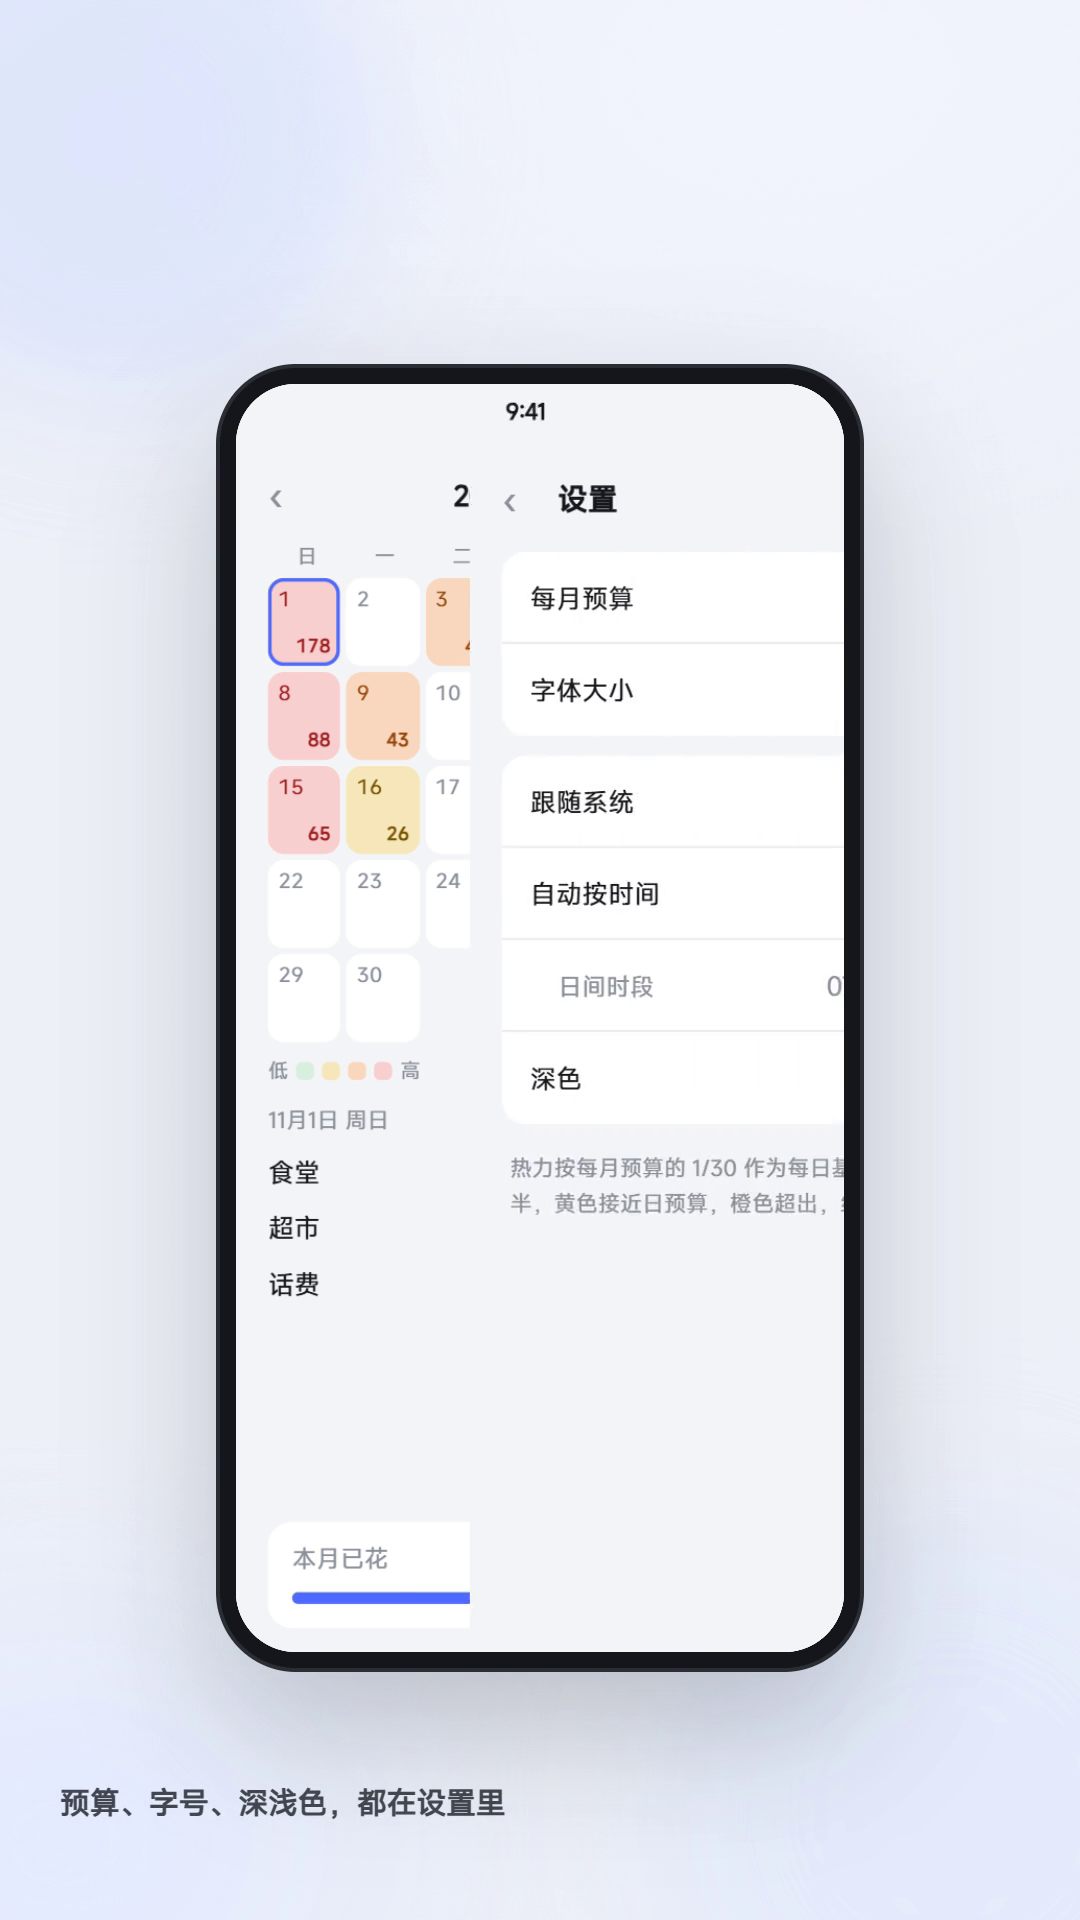 9:41
‹ 2
日 一 二
1 2 3
178
8 9 10
88 43
15 16 17
65 26
22 23 24
29 30
低 高
11月1日 周日
食堂
超市
话费
本月已花
‹ 设置
每月预算
字体大小
跟随系统
自动按时间
日间时段 0
深色
热力按每月预算的 1/30 作为每日
半，黄色接近日预算，橙色超出，
预算、字号、深浅色，都在设置里